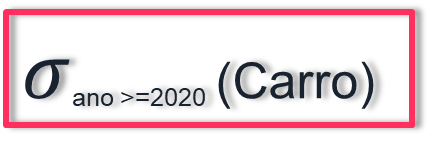 σ ano >=2020 (Carro)